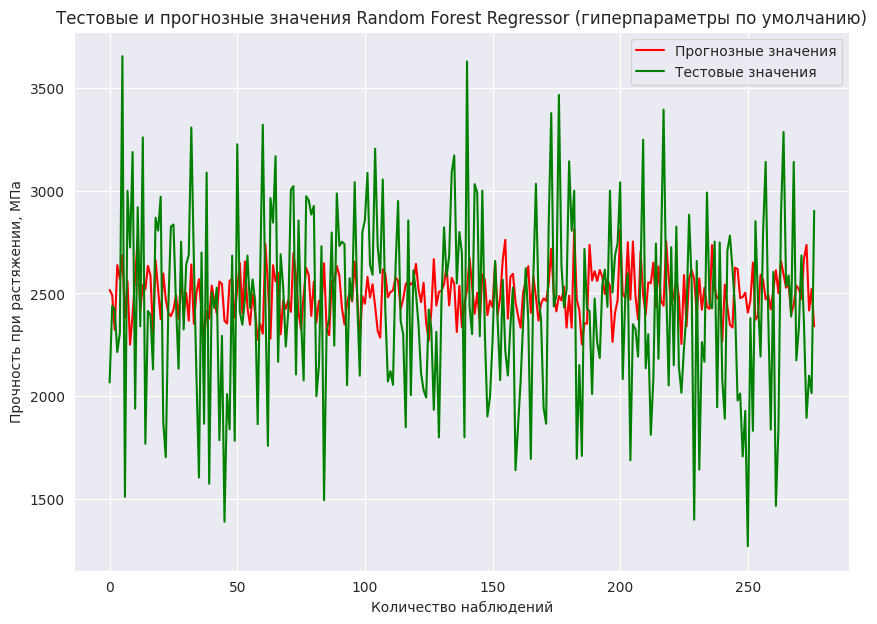 Тестовые и прогнозные значения Random Forest Regressor (гиперпараметры по умолчанию)
Прогнозные значения
Тестовые значения
Прочность при растяжении, МПа
3500
3000
2500
2000
1500
0
50
100
150
200
250
Количество наблюдений